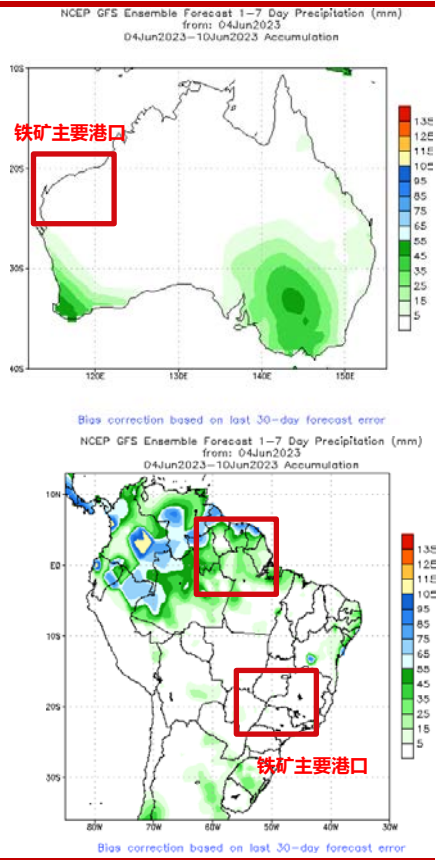 NCEP GFS Ensemble Forecast 1-7 Day Precipitation (mm)
from: 04Jun2023
04Jun2023-10Jun2023 Accumulation
10S
铁矿主要港口
20S
30S
40S
120E 130E 140E 150E
135
125
115
105
95
85
75
65
55
45
35
25
15
5
Bias correction based on last 30-day forecast error
NCEP GFS Ensemble Forecast 1-7 Day Precipitation (mm)
from: 04Jun2023
04Jun2023-10Jun2023 Accumulation
10N
EQ
10S
20S
30S
铁矿主要港口
80W 70W 60W 50W 40W 30W
135
125
115
105
95
85
75
65
55
45
35
25
15
5
Bias correction based on last 30-day forecast error